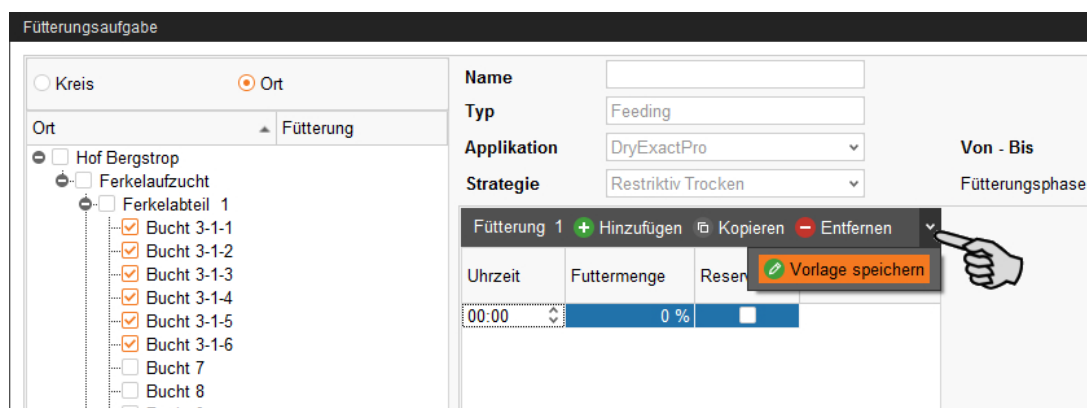 Fütterungsaufgabe
Kreis Ort
Ort Fütterung
Hof Bergstrop
Ferkelaufzucht
Ferkelabteil 1
Bucht 3-1-1
Bucht 3-1-2
Bucht 3-1-3
Bucht 3-1-4
Bucht 3-1-5
Bucht 3-1-6
Bucht 7
Bucht 8
Name
Typ Feeding
Applikation DryExactPro Von - Bis
Strategie Restriktiv Trocken Fütterungsphase
Fütterung 1 Hinzufügen Kopieren Entfernen
Vorlage speichern
Uhrzeit Futtermenge Reserv
00:00 0 %